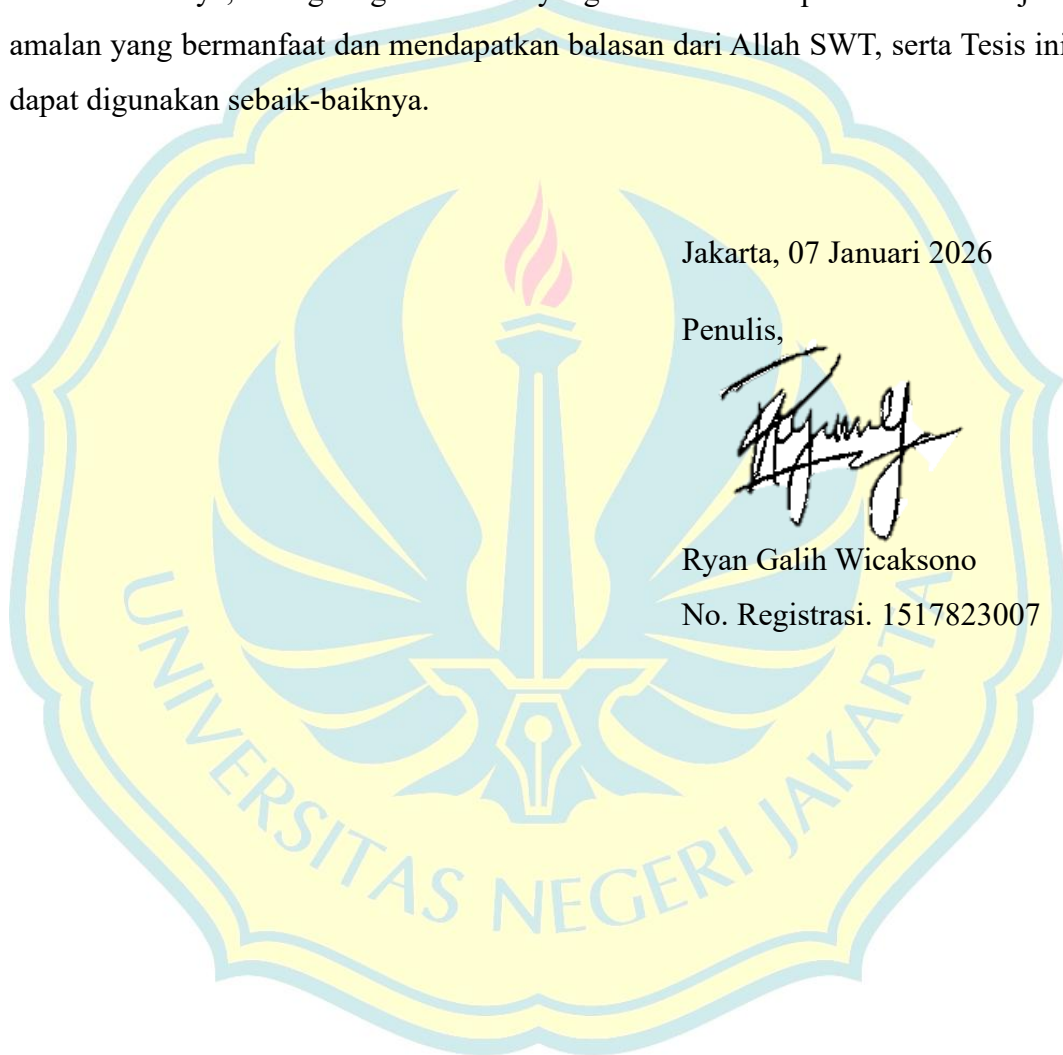 amalan yang bermanfaat dan mendapatkan balasan dari Allah SWT, serta Tesis ini
dapat digunakan sebaik-baiknya.
Jakarta, 07 Januari 2026
Penulis,
Ryan Galih Wicaksono
No. Registrasi. 1517823007
UNIVERSITAS NEGERI JAKARTA